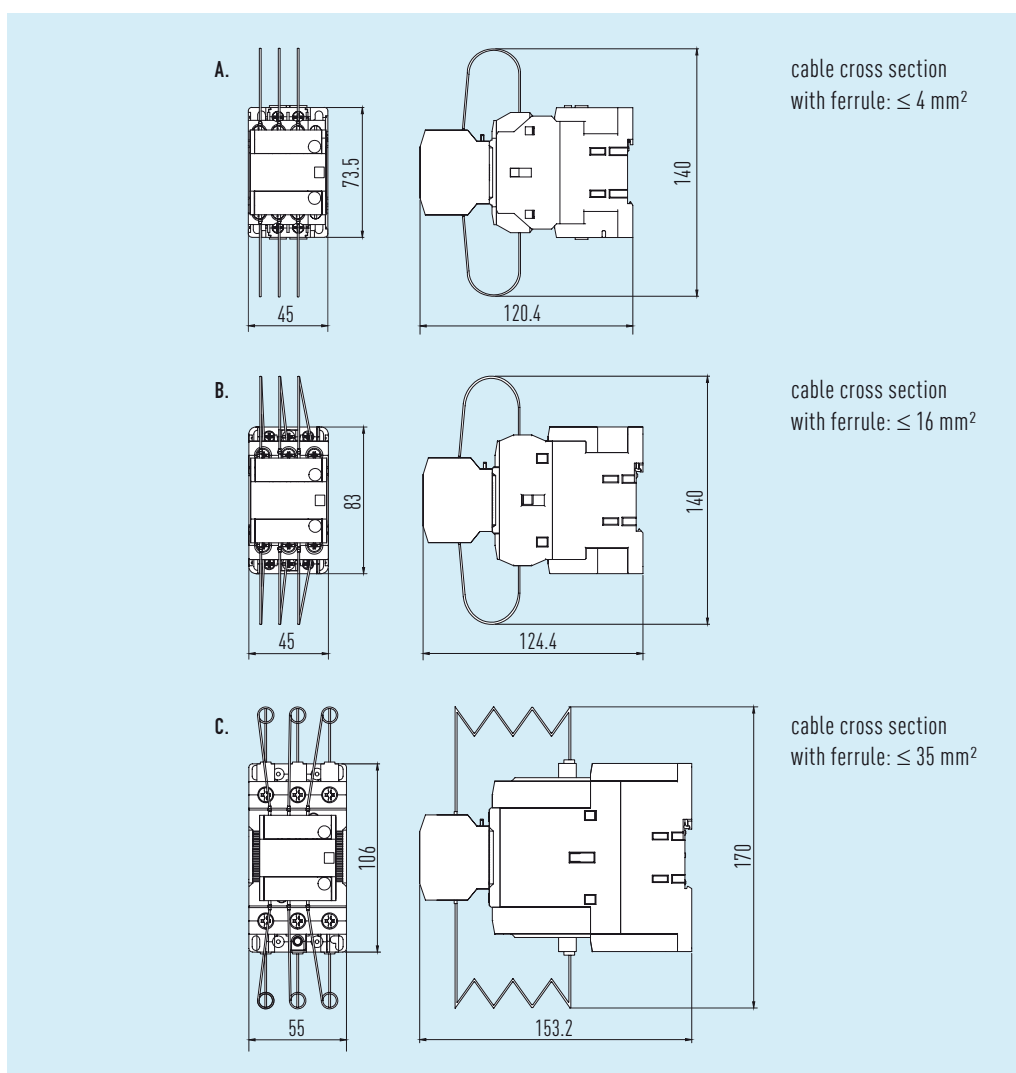 A.
cable cross section
with ferrule: ≤ 4 mm²
73.5
140
45
120.4
B.
cable cross section
with ferrule: ≤ 16 mm²
83
140
45
124.4
C.
cable cross section
with ferrule: ≤ 35 mm²
106
170
55
153.2